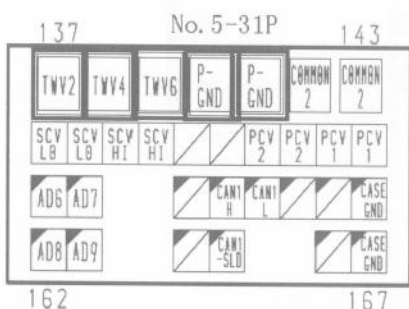 137 No. 5-31P 143
TWV2 TWV4 TWV6 P-GND P-GND COMMON 2 COMMON 2
SCV LO SCV LO SCV HI SCV HI PCV 2 PCV 2 PCV 1 PCV 1
AD6 AD7 CAN1 H CAN1 L CASE GND
AD8 AD9 CAN1 -SLD CASE GND
162 167